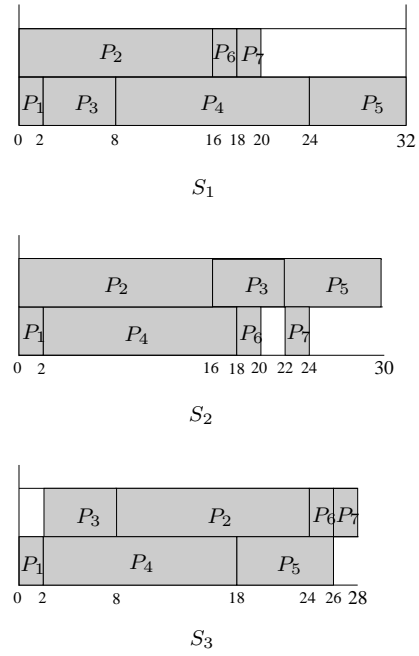 P₂ P₆ P₇
P₁ P₃ P₄ P₅
0 2 8 16 18 20 24 32
S₁
P₂ P₃ P₅
P₁ P₄ P₆ P₇
0 2 16 18 20 22 24 30
S₂
P₃ P₂ P₆ P₇
P₁ P₄ P₅
0 2 8 18 24 26 28
S₃